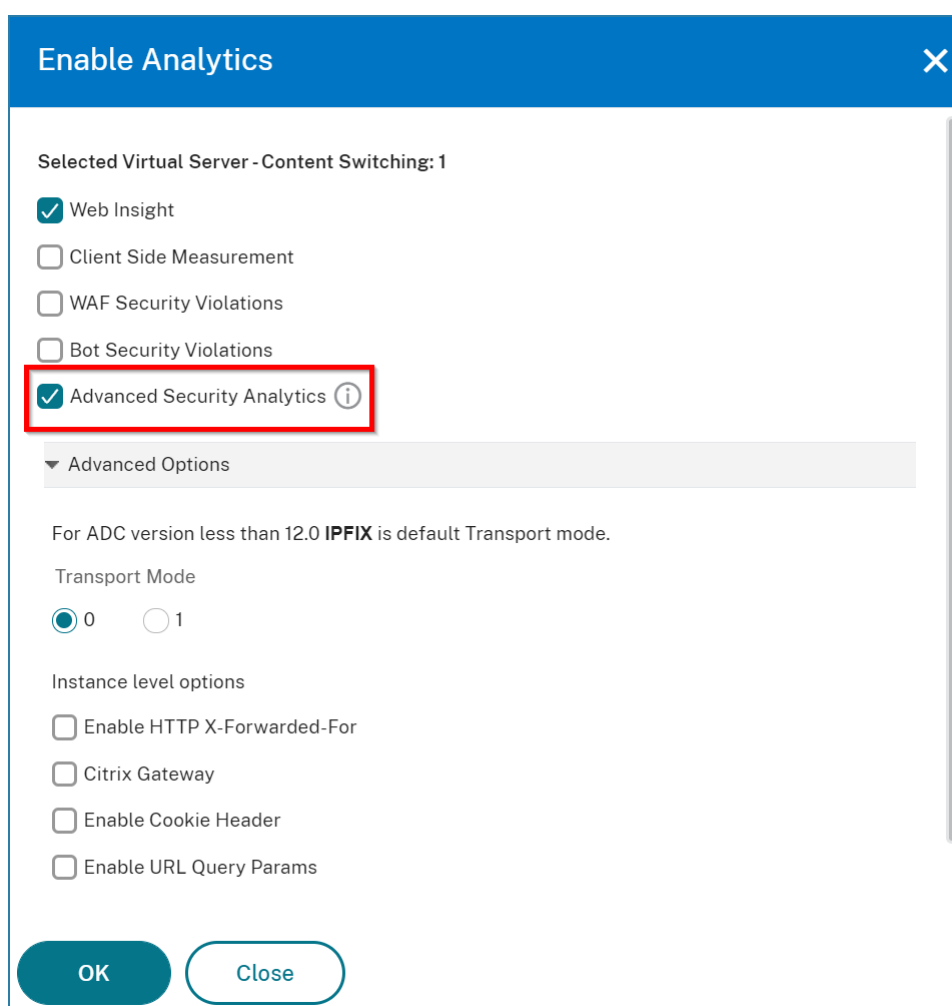 Enable Analytics
Selected Virtual Server - Content Switching: 1
Web Insight
Client Side Measurement
WAF Security Violations
Bot Security Violations
Advanced Security Analytics
Advanced Options
For ADC version less than 12.0 IPFIX is default Transport mode.
Transport Mode
0 1
Instance level options
Enable HTTP X-Forwarded-For
Citrix Gateway
Enable Cookie Header
Enable URL Query Params
OK Close